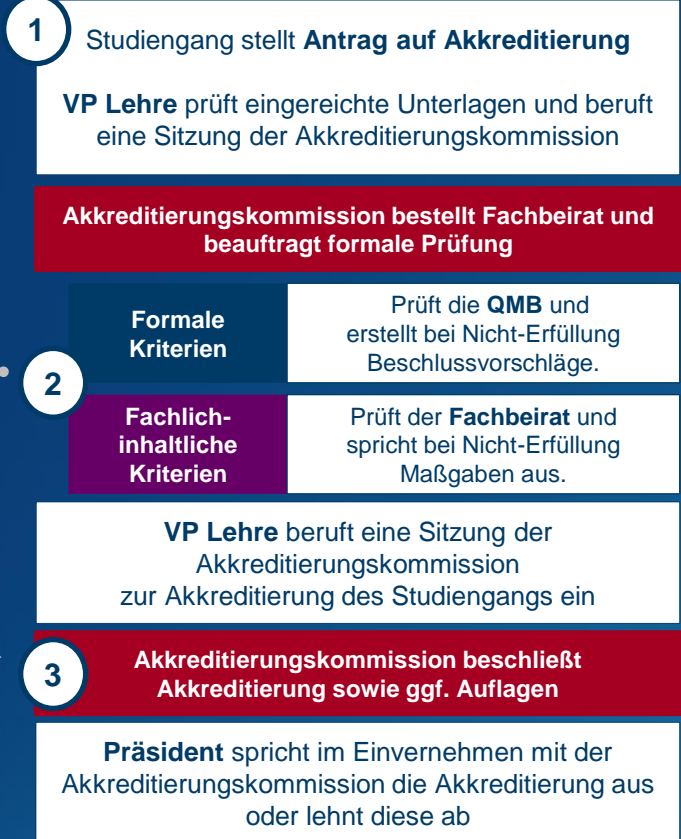 1
Studiengang stellt Antrag auf Akkreditierung
VP Lehre prüft eingereichte Unterlagen und beruft
eine Sitzung der Akkreditierungskommission
Akkreditierungskommission bestellt Fachbeirat und
beauftragt formale Prüfung
2
Formale
Kriterien
Prüft die QMB und
erstellt bei Nicht-Erfüllung
Beschlussvorschläge.
Fachlich-
inhaltliche
Kriterien
Prüft der Fachbeirat und
spricht bei Nicht-Erfüllung
Maßgaben aus.
VP Lehre beruft eine Sitzung der
Akkreditierungskommission
zur Akkreditierung des Studiengangs ein
3
Akkreditierungskommission beschließt
Akkreditierung sowie ggf. Auflagen
Präsident spricht im Einvernehmen mit der
Akkreditierungskommission die Akkreditierung aus
oder lehnt diese ab